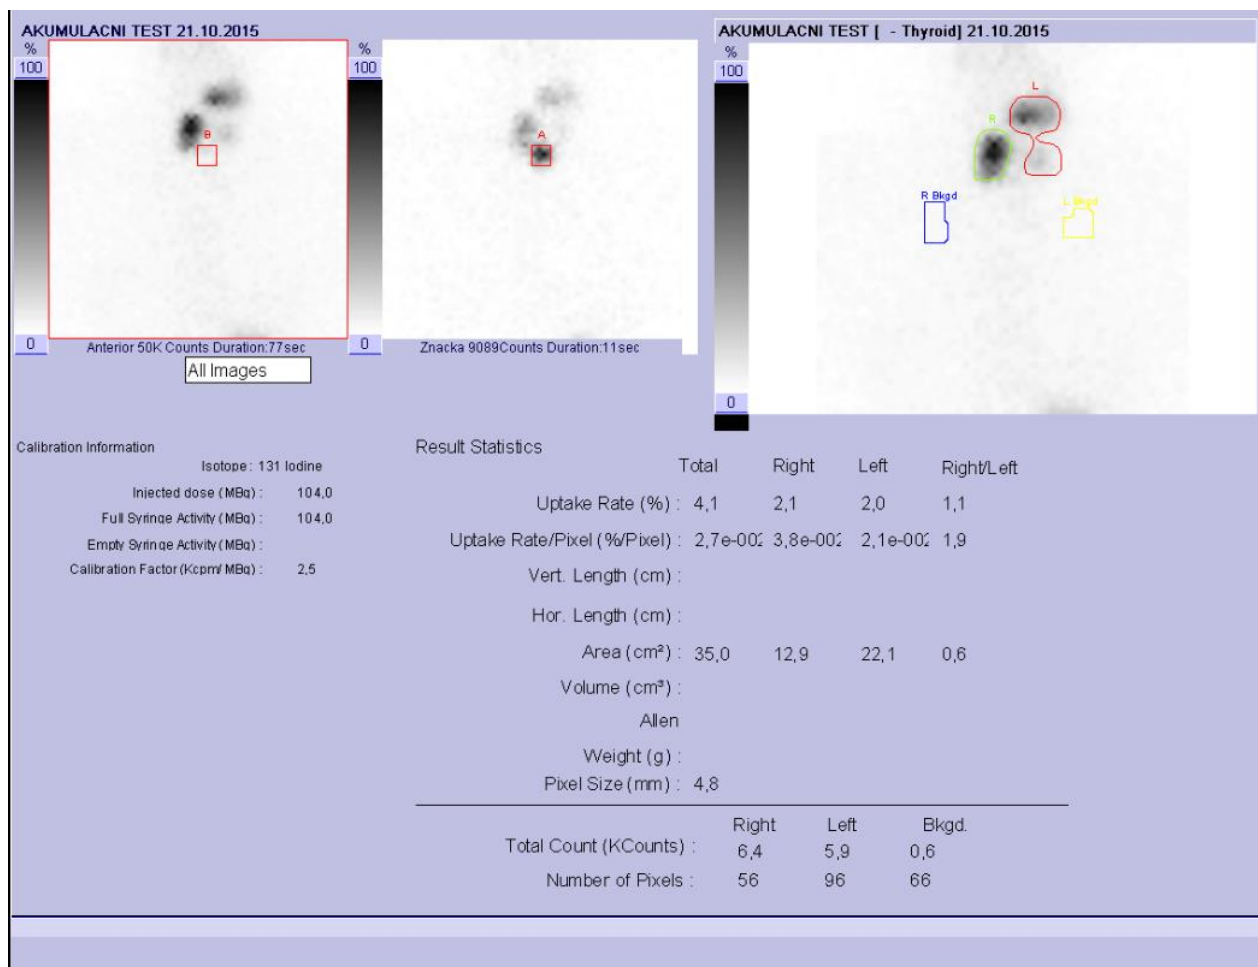 AKUMULACNI TEST 21.10.2015
% %
100 100
B A
0 0
Anterior 50K Counts Duration:77sec
Znacka 9089Counts Duration:11sec
All Images
AKUMULACNI TEST [ - Thyroid] 21.10.2015
%
100
L
R
R Bkgd L Bkgd
0
Calibration Information
Isotope: 131 Iodine
Injected dose (MBq) : 104,0
Full Syringe Activity (MBq) : 104,0
Empty Syringe Activity (MBq) :
Calibration Factor (Kcpm/MBq) : 2,5
Result Statistics
Total Right Left Right/Left
Uptake Rate (%) : 4,1 2,1 2,0 1,1
Uptake Rate/Pixel (%/Pixel) : 2,7e-002 3,8e-002 2,1e-002 1,9
Vert. Length (cm) :
Hor. Length (cm) :
Area (cm²) : 35,0 12,9 22,1 0,6
Volume (cm³) :
Allen
Weight (g) :
Pixel Size (mm) : 4,8
Right Left Bkgd.
Total Count (KCounts) : 6,4 5,9 0,6
Number of Pixels : 56 96 66